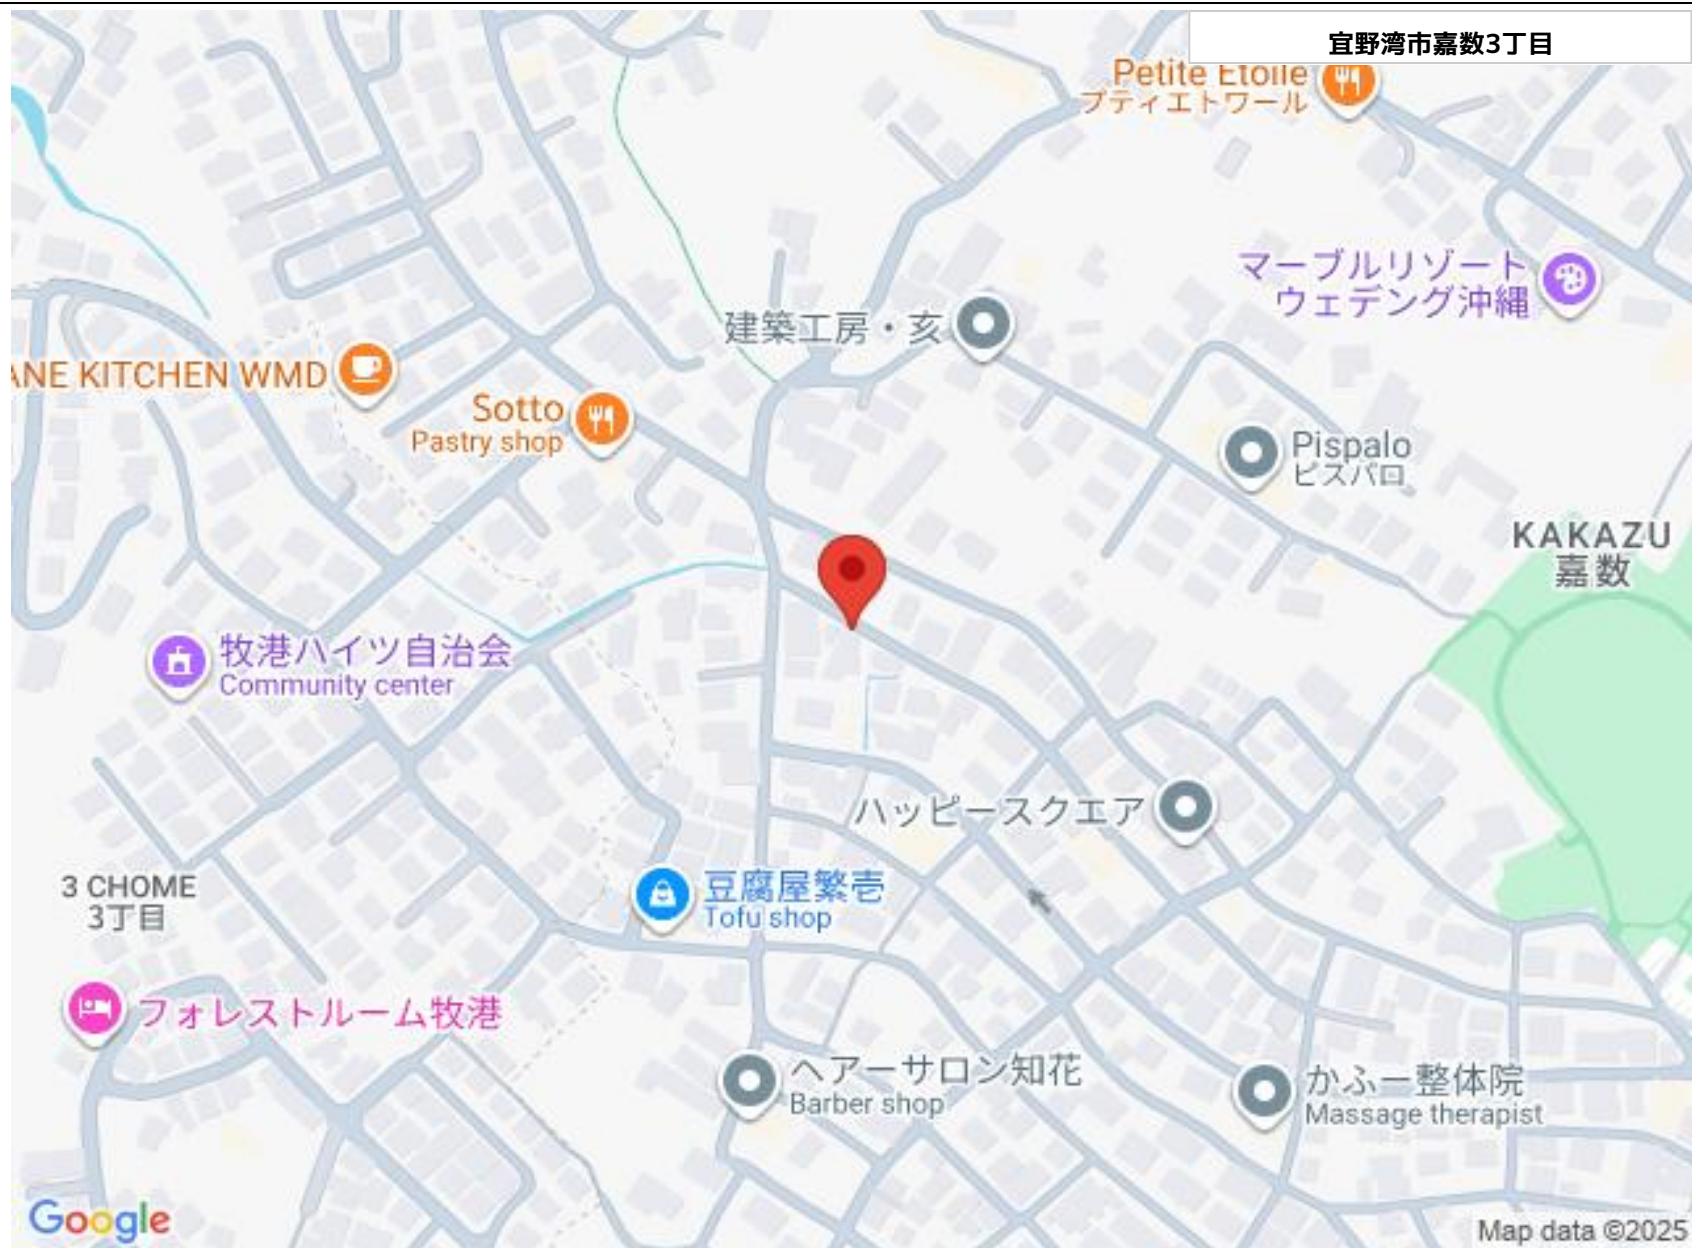 宜野湾市嘉数3丁目
Petite Etoile
プティエトワール
マーブルリゾート
ウェデング沖縄
建築工房・亥
ANE KITCHEN WMD
Sotto
Pastry shop
Pispalo
ピスパロ
KAKAZU
嘉数
牧港ハイツ自治会
Community center
ハッピースクエア
3 CHOME
3丁目
豆腐屋繁壱
Tofu shop
フォレストルーム牧港
ヘアーサロン知花
Barber shop
かふー整体院
Massage therapist
Google
Map data ©2025